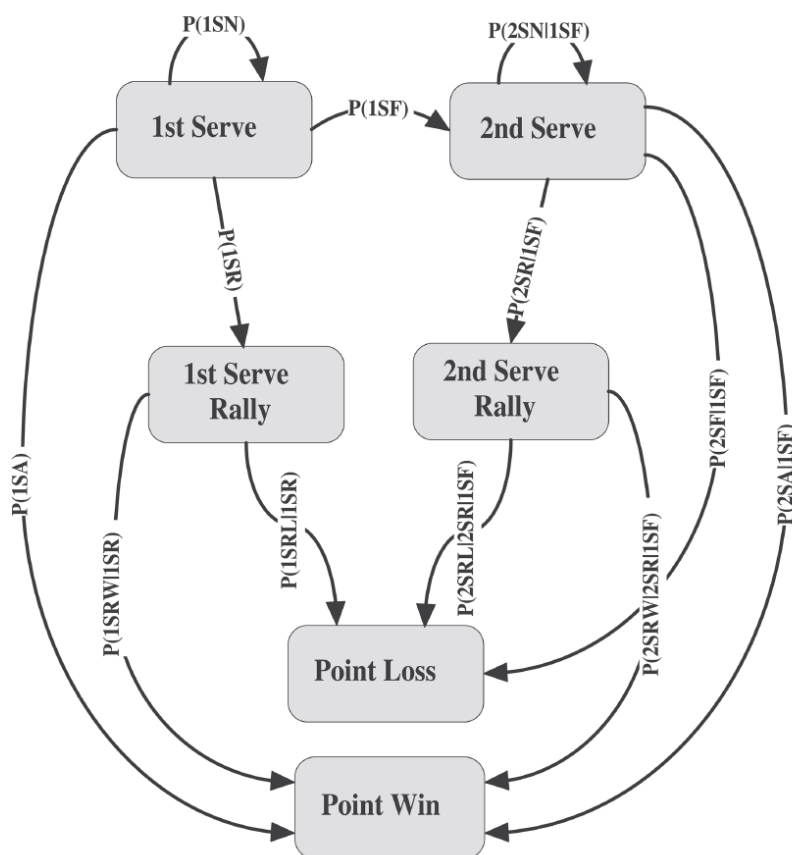 P(1SN)
P(2SN|1SF)
1st Serve
P(1SF)
2nd Serve
P(1SR)
P(2SR|1SF)
1st Serve
Rally
2nd Serve
Rally
P(1SA)
P(1SRW|1SR)
P(1SRL|1SR)
P(2SRL|2SR|1SF)
P(2SRW|2SR|1SF)
P(2SF|1SF)
P(2SA|1SF)
Point Loss
Point Win